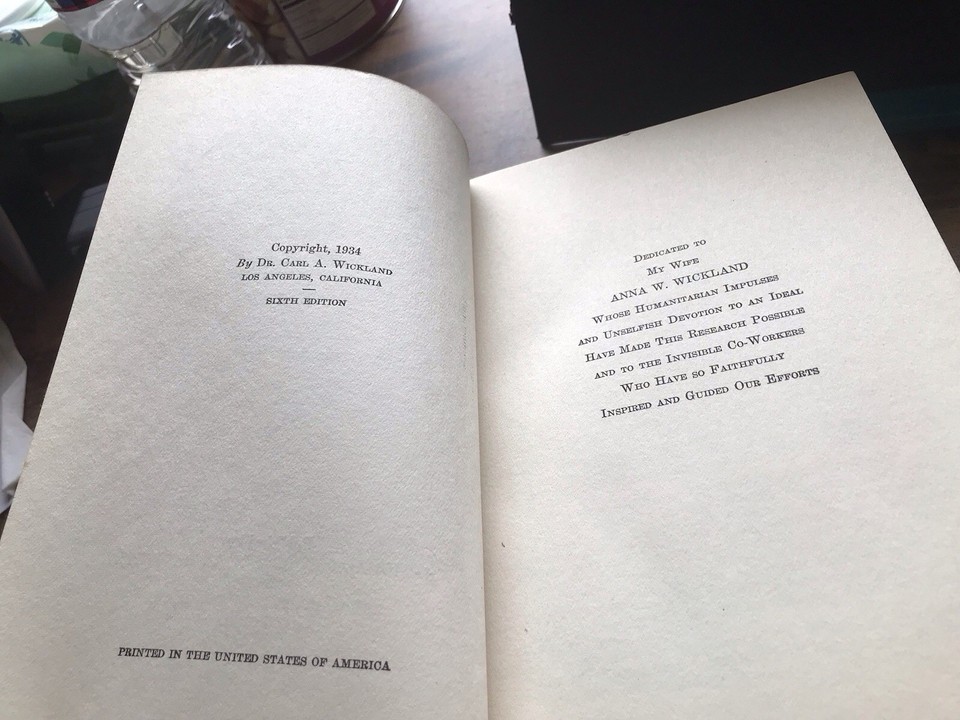 Copyright, 1934
By Dr. Carl A. Wickland
LOS ANGELES, CALIFORNIA
SIXTH EDITION
PRINTED IN THE UNITED STATES OF AMERICA
Dedicated to
My Wife
ANNA W. WICKLAND
Whose Humanitarian Impulses
and Unselfish Devotion to an Ideal
Have Made This Research Possible
and to the Invisible Co-Workers
Who Have so Faithfully
Inspired and Guided Our Efforts